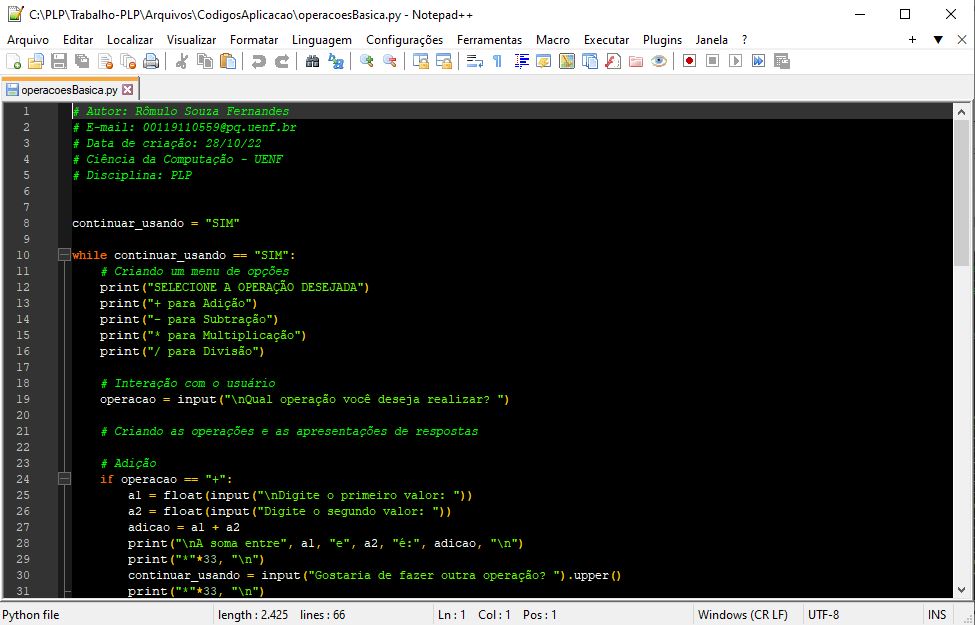 C:\PLP\Trabalho-PLP\Arquivos\CodigosAplicacao\operacoesBasica.py - Notepad++
Arquivo Editar Localizar Visualizar Formatar Linguagem Configurações Ferramentas Macro Executar Plugins Janela ? + ▼ X
operacoesBasica.py
1 # Autor: Rômulo Souza Fernandes
2 # E-mail: 00119110559@pq.uenf.br
3 # Data de criação: 28/10/22
4 # Ciência da Computação - UENF
5 # Disciplina: PLP
6
7
8 continuar_usando = "SIM"
9
10 while continuar_usando == "SIM":
11 # Criando um menu de opções
12 print("SELECIONE A OPERAÇÃO DESEJADA")
13 print("+ para Adição")
14 print("- para Subtração")
15 print("* para Multiplicação")
16 print("/ para Divisão")
17
18 # Interação com o usuário
19 operacao = input("\nQual operação você deseja realizar? ")
20
21 # Criando as operações e as apresentações de respostas
22
23 # Adição
24 if operacao == "+":
25 a1 = float(input("\nDigite o primeiro valor: "))
26 a2 = float(input("Digite o segundo valor: "))
27 adicao = a1 + a2
28 print("\nA soma entre", a1, "e", a2, "é:", adicao, "\n")
29 print("*"*33, "\n")
30 continuar_usando = input("Gostaria de fazer outra operação? ").upper()
31 print("*"*33, "\n")
Python file length : 2.425 lines : 66 Ln : 1 Col : 1 Pos : 1 Windows (CR LF) UTF-8 INS